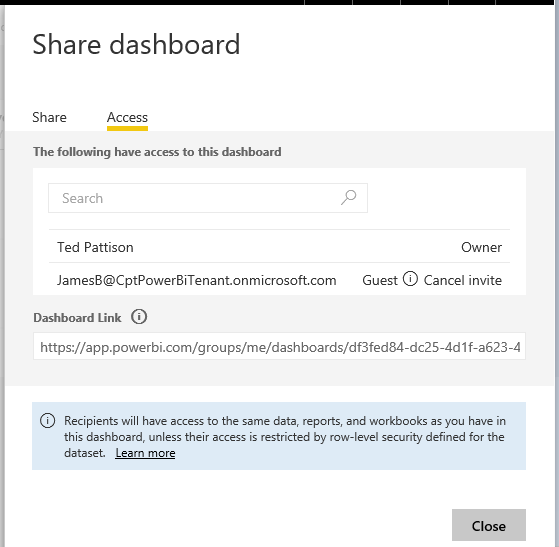 Share dashboard
Share Access
The following have access to this dashboard
Search
Ted Pattison Owner
JamesB@CptPowerBiTenant.onmicrosoft.com Guest Cancel invite
Dashboard Link
https://app.powerbi.com/groups/me/dashboards/df3fed84-dc25-4d1f-a623-4
Recipients will have access to the same data, reports, and workbooks as you have in
this dashboard, unless their access is restricted by row-level security defined for the
dataset. Learn more
Close